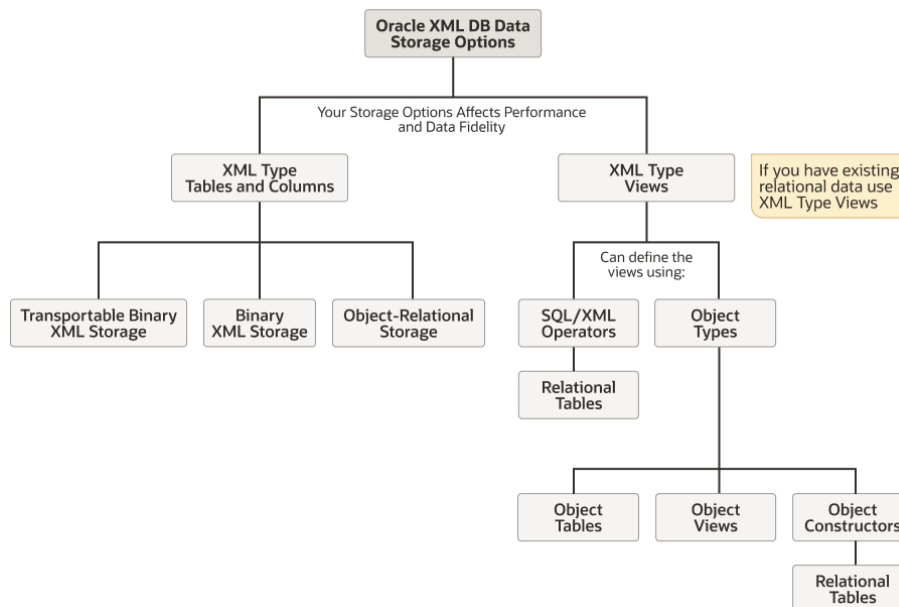 Oracle XML DB Data
Storage Options
Your Storage Options Affects Performance
and Data Fidelity
XML Type
Tables and Columns
XML Type
Views
If you have existing
relational data use
XML Type Views
Can define the
views using:
Transportable Binary
XML Storage
Binary
XML Storage
Object-Relational
Storage
SQL/XML
Operators
Object
Types
Relational
Tables
Object
Tables
Object
Views
Object
Constructors
Relational
Tables